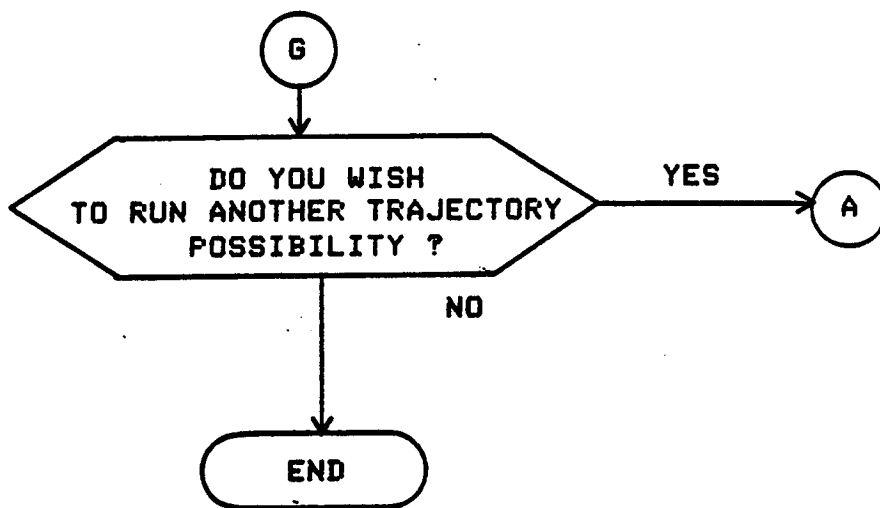 G
DO YOU WISH
TO RUN ANOTHER TRAJECTORY
POSSIBILITY ?
YES
A
NO
END